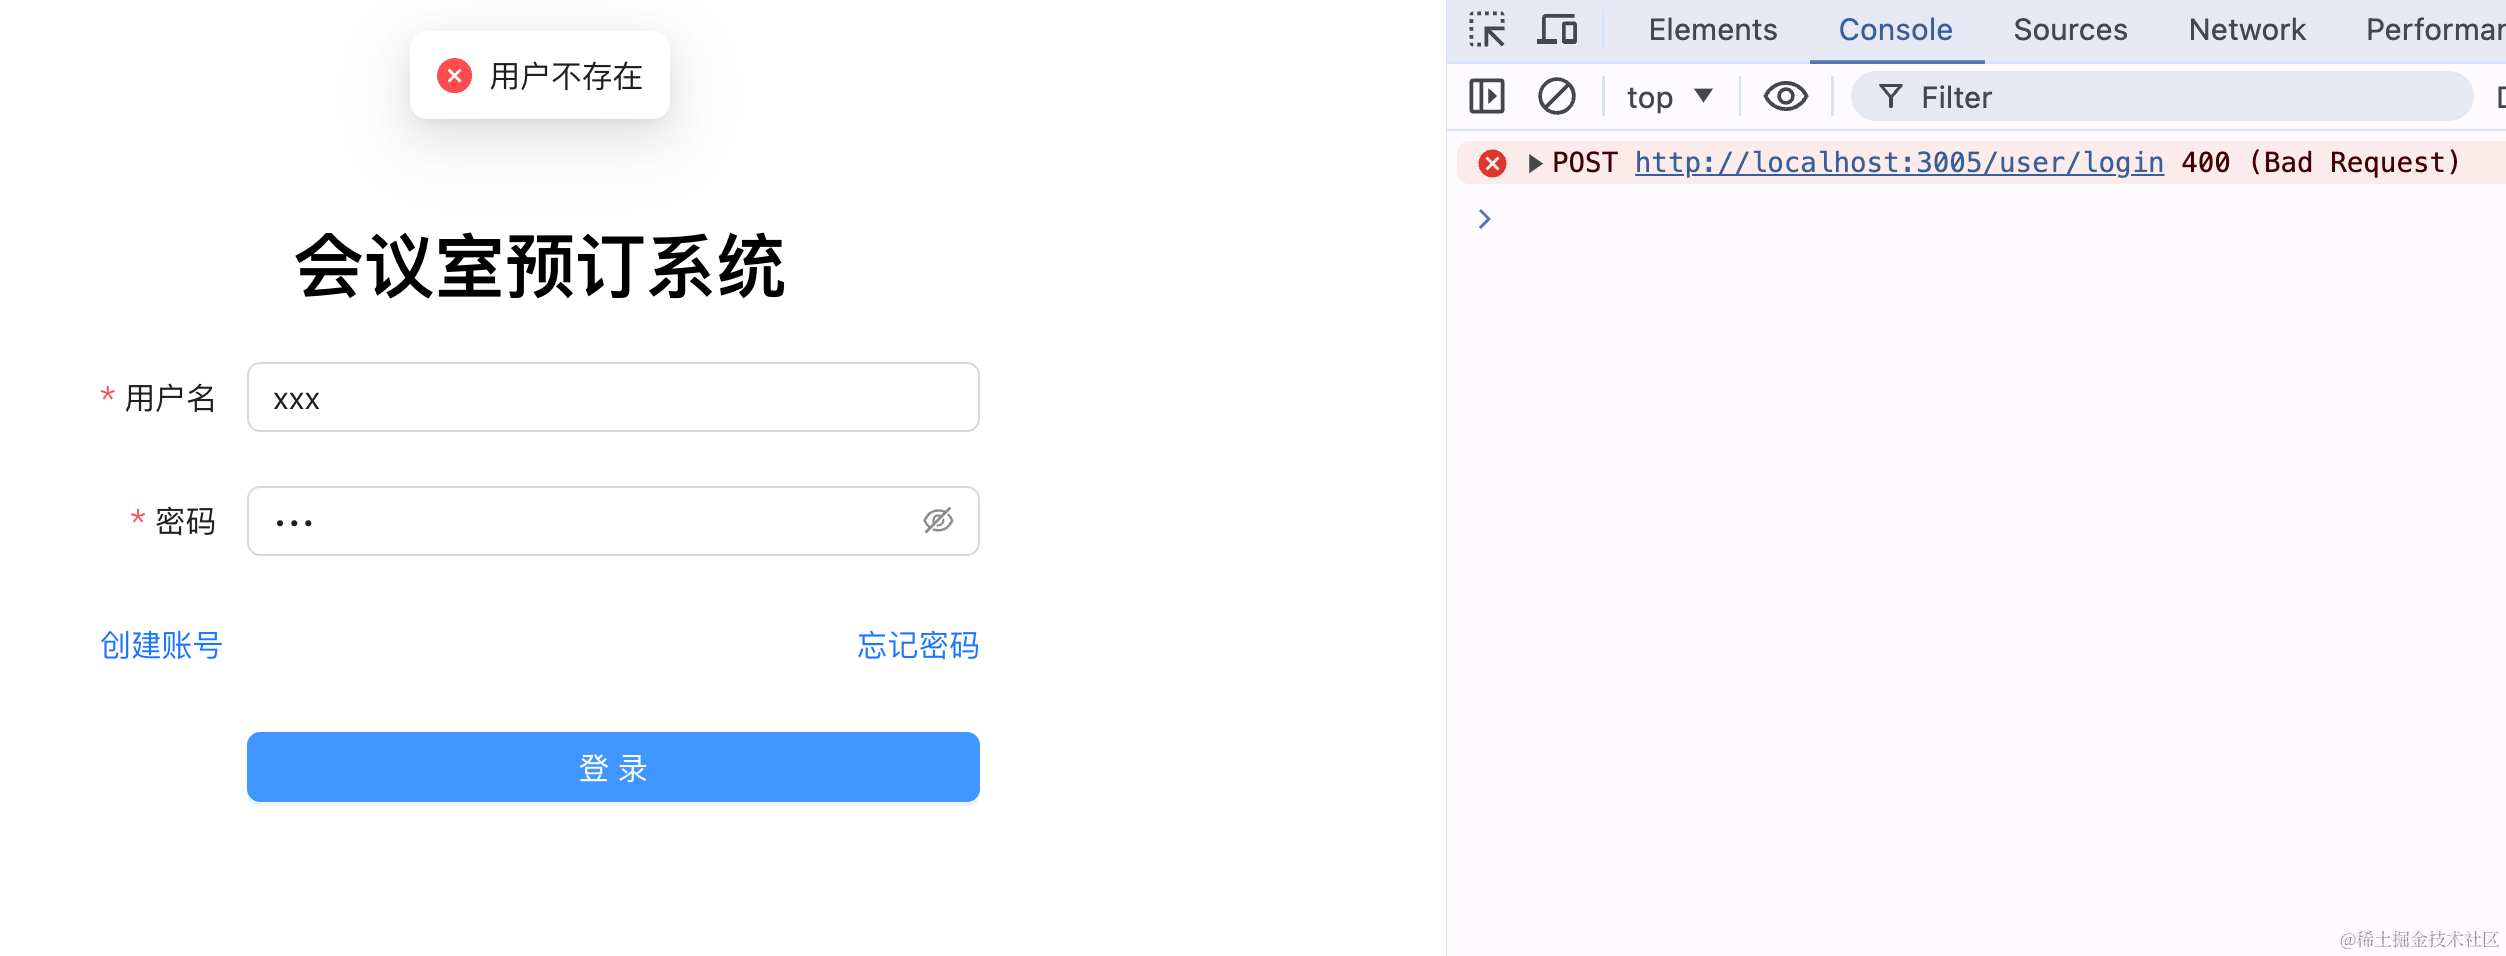 用户不存在
会议室预订系统
* 用户名 xxx
* 密码 •••
创建账号 忘记密码
登 录
Elements Console Sources Network Performar
top Filter
POST http://localhost:3005/user/login 400 (Bad Request)
@稀土掘金技术社区